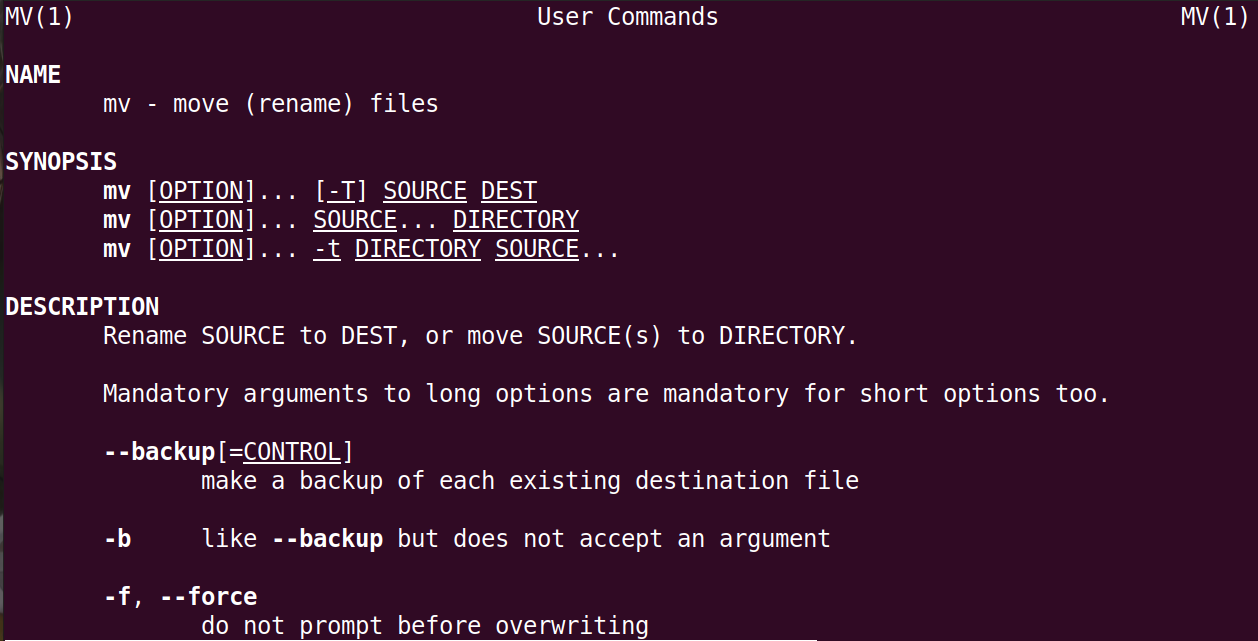 MV(1) User Commands MV(1)
NAME
mv - move (rename) files
SYNOPSIS
mv [OPTION]... [-T] SOURCE DEST
mv [OPTION]... SOURCE... DIRECTORY
mv [OPTION]... -t DIRECTORY SOURCE...
DESCRIPTION
Rename SOURCE to DEST, or move SOURCE(s) to DIRECTORY.
Mandatory arguments to long options are mandatory for short options too.
--backup[=CONTROL]
make a backup of each existing destination file
-b like --backup but does not accept an argument
-f, --force
do not prompt before overwriting